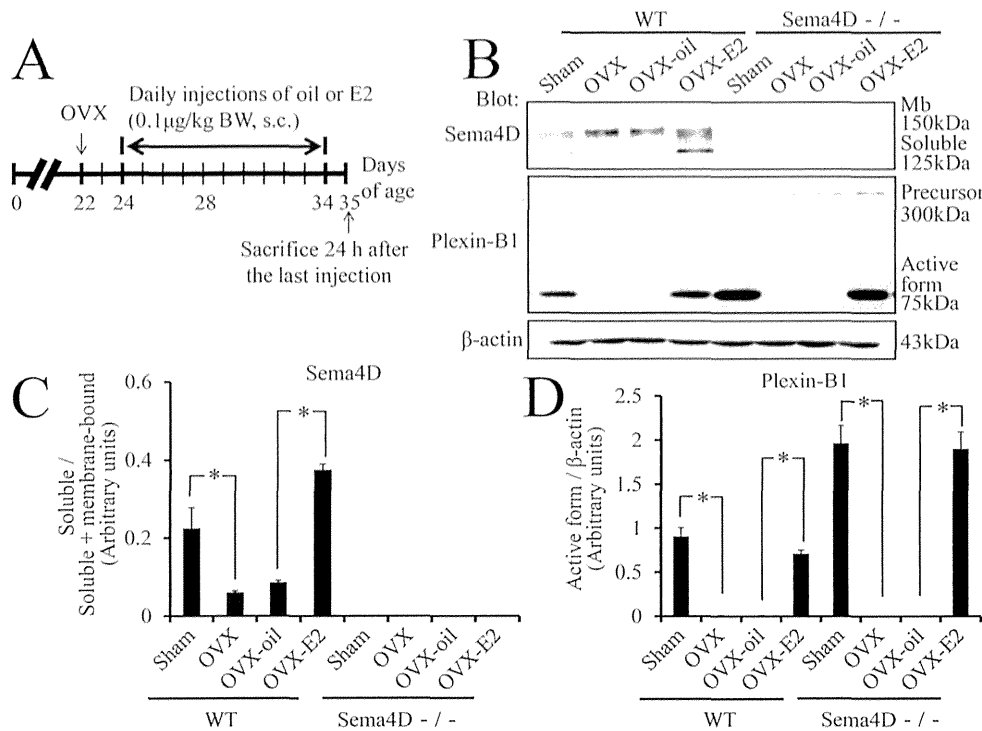 A
OVX
Daily injections of oil or E2
(0.1μg/kg BW, s.c.)
0 22 24 28 34 35
Days
of age
Sacrifice 24 h after
the last injection
B
WT Sema4D - / -
Sham OVX OVX-oil OVX-E2 Sham OVX OVX-oil OVX-E2
Blot:
Sema4D
Mb
150kDa
Soluble
125kDa
Plexin-B1
Precursor
300kDa
Active
form
75kDa
β-actin 43kDa
C
Sema4D
Soluble /
Soluble + membrane-bound
(Arbitrary units)
0.6
0.4
0.2
0
* *
Sham OVX OVX-oil OVX-E2 Sham OVX OVX-oil OVX-E2
WT Sema4D - / -
D
Plexin-B1
Active form / β-actin
(Arbitrary units)
2.5
2
1.5
1
0.5
0
* * * *
Sham OVX OVX-oil OVX-E2 Sham OVX OVX-oil OVX-E2
WT Sema4D - / -